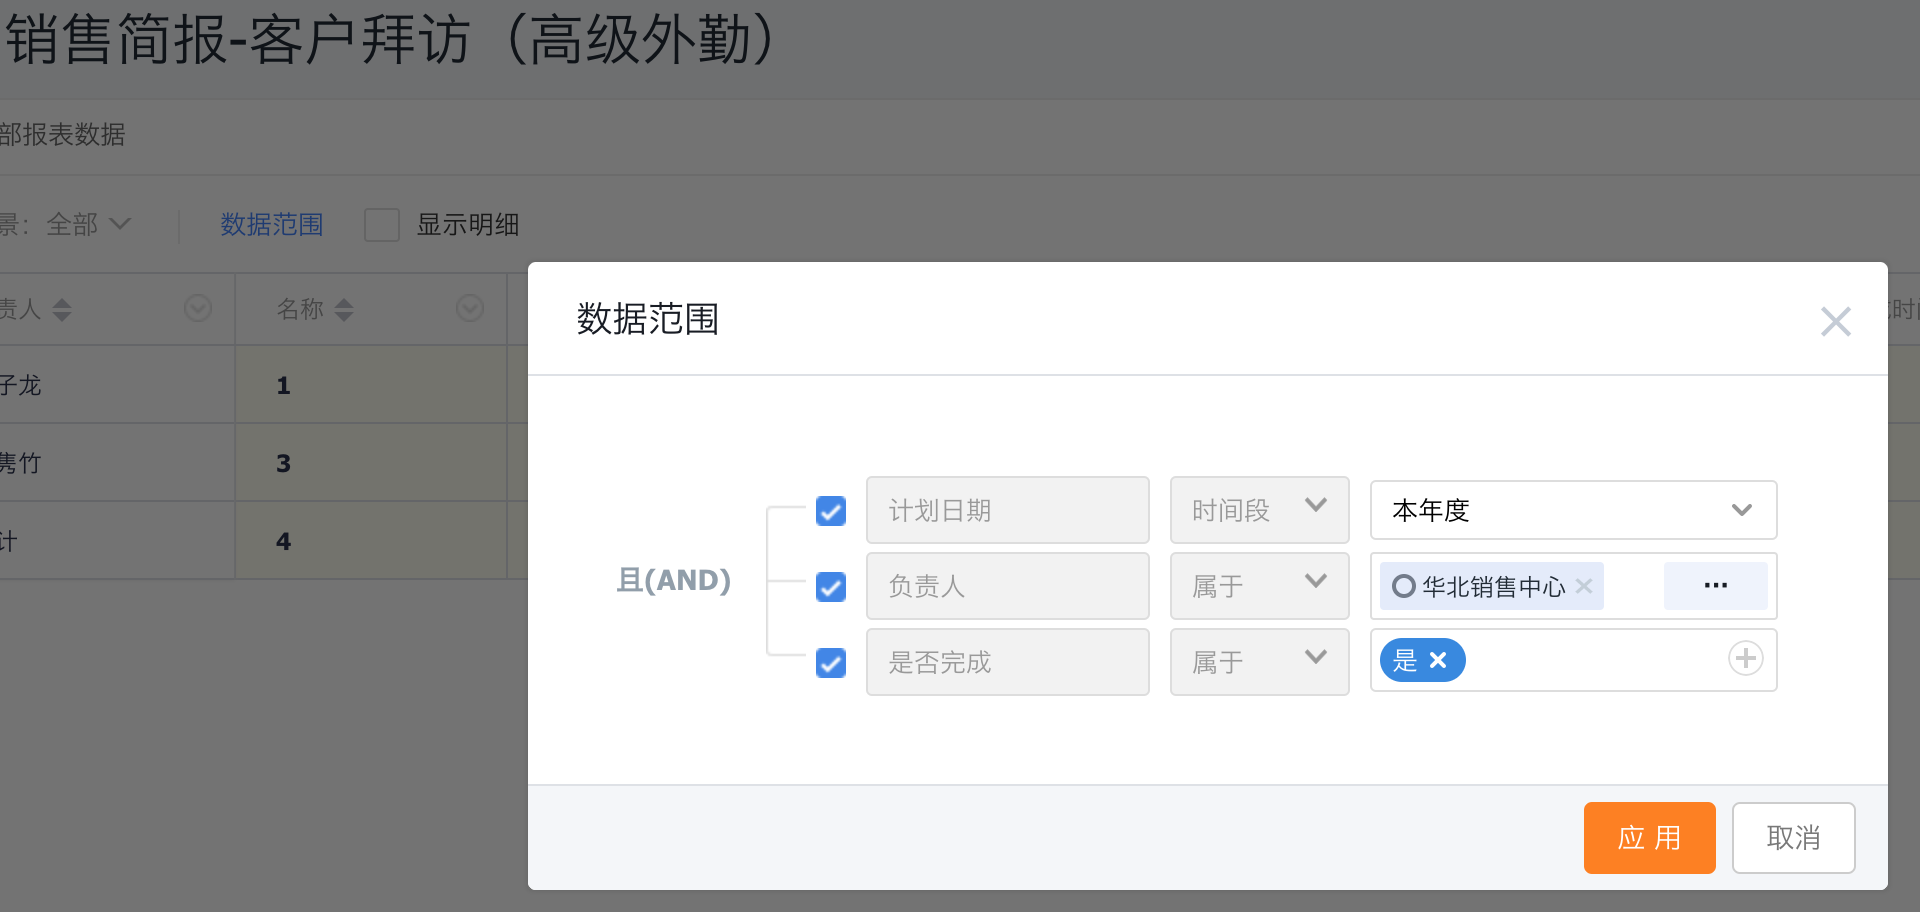 销售简报-客户拜访（高级外勤）
部报表数据
景：全部 数据范围 显示明细
责人 名称
子龙 1
隽竹 3
计 4
数据范围
且(AND)
计划日期 时间段 本年度
负责人 属于 华北销售中心 ...
是否完成 属于 是
应 用 取消